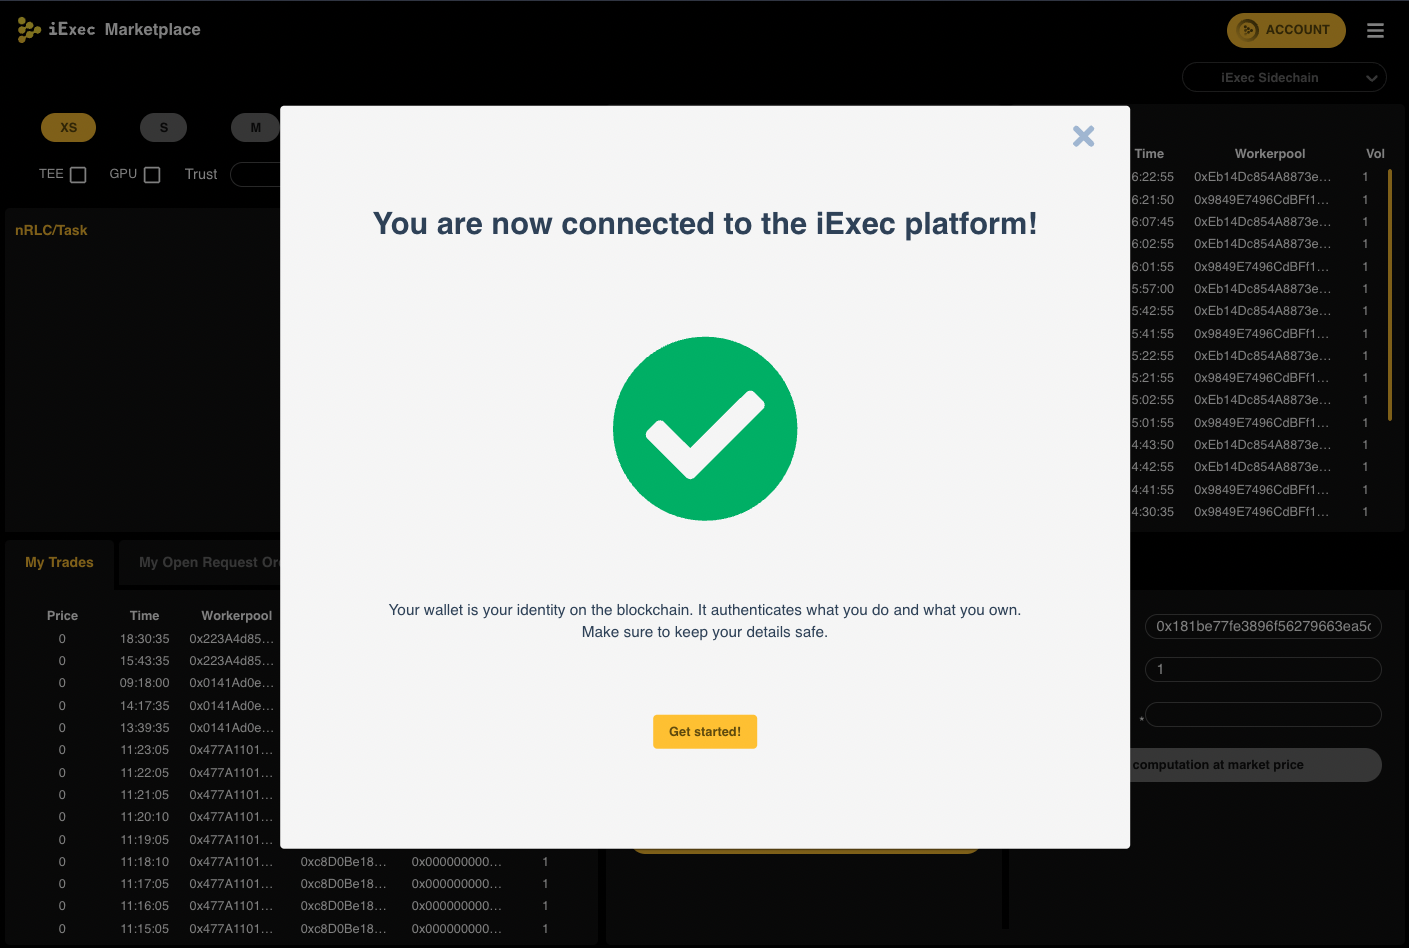 iExec Marketplace
ACCOUNT
iExec Sidechain
XS
S
M
TEE
GPU
Trust
nRLC/Task
You are now connected to the iExec platform!
Your wallet is your identity on the blockchain. It authenticates what you do and what you own.
Make sure to keep your details safe.
Get started!
Time Workerpool Vol
6:22:55 0xEb14Dc854A8873e... 1
6:21:50 0x9849E7496CdBFf1... 1
6:07:45 0xEb14Dc854A8873e... 1
6:02:55 0xEb14Dc854A8873e... 1
6:01:55 0x9849E7496CdBFf1... 1
5:57:00 0xEb14Dc854A8873e... 1
5:42:55 0xEb14Dc854A8873e... 1
5:41:55 0x9849E7496CdBFf1... 1
5:22:55 0xEb14Dc854A8873e... 1
5:21:55 0x9849E7496CdBFf1... 1
5:02:55 0xEb14Dc854A8873e... 1
5:01:55 0x9849E7496CdBFf1... 1
4:43:50 0xEb14Dc854A8873e... 1
4:42:55 0xEb14Dc854A8873e... 1
4:41:55 0x9849E7496CdBFf1... 1
4:30:35 0x9849E7496CdBFf1... 1
My Trades
My Open Request Or
Price Time Workerpool
0 18:30:35 0x223A4d85...
0 15:43:35 0x223A4d85...
0 09:18:00 0x0141Ad0e...
0 14:17:35 0x0141Ad0e...
0 13:39:35 0x0141Ad0e...
0 11:23:05 0x477A1101...
0 11:22:05 0x477A1101...
0 11:21:05 0x477A1101...
0 11:20:10 0x477A1101...
0 11:19:05 0x477A1101...
0 11:18:10 0x477A1101... 0xc8D0Be18... 0x000000000... 1
0 11:17:05 0x477A1101... 0xc8D0Be18... 0x000000000... 1
0 11:16:05 0x477A1101... 0xc8D0Be18... 0x000000000... 1
0 11:15:05 0x477A1101... 0xc8D0Be18... 0x000000000... 1
0x181be77fe3896f56279663ea5
1
*
computation at market price